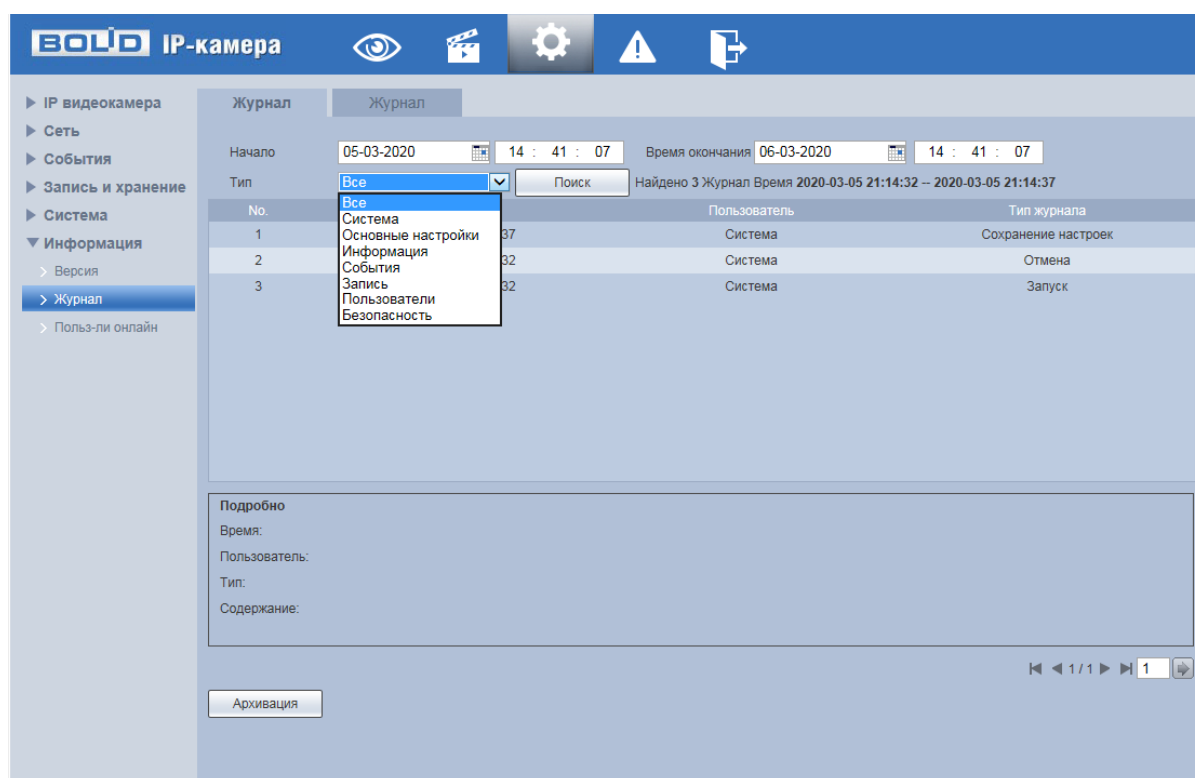 BOLID IP-камера
IP видеокамера
Сеть
События
Запись и хранение
Система
Информация
Версия
Журнал
Польз-ли онлайн
Журнал Журнал
Начало 05-03-2020 14 : 41 : 07 Время окончания 06-03-2020 14 : 41 : 07
Тип Все Поиск Найдено 3 Журнал Время 2020-03-05 21:14:32 -- 2020-03-05 21:14:37
Все
Система
Основные настройки
Информация
События
Запись
Пользователи
Безопасность
No. Пользователь Тип журнала
1 37 Система Сохранение настроек
2 32 Система Отмена
3 32 Система Запуск
Подробно
Время:
Пользователь:
Тип:
Содержание:
1 / 1 1
Архивация